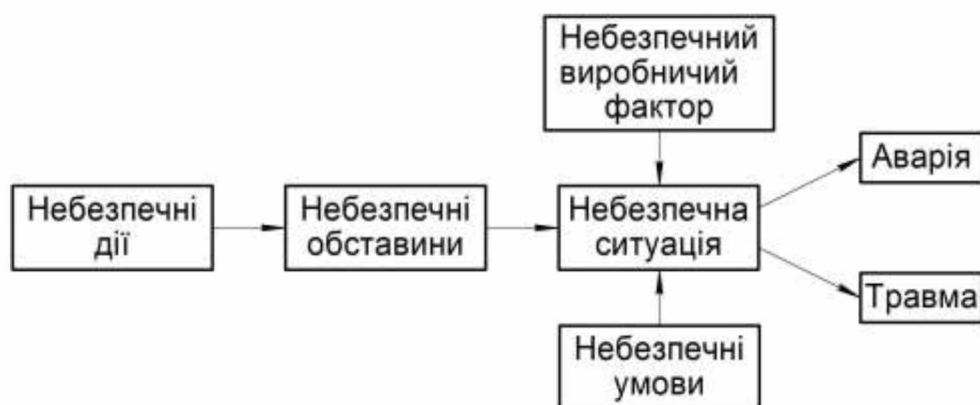 Небезпечний
виробничий
фактор
Аварія
Небезпечні
дії
Небезпечні
обставини
Небезпечна
ситуація
Травма
Небезпечні
умови